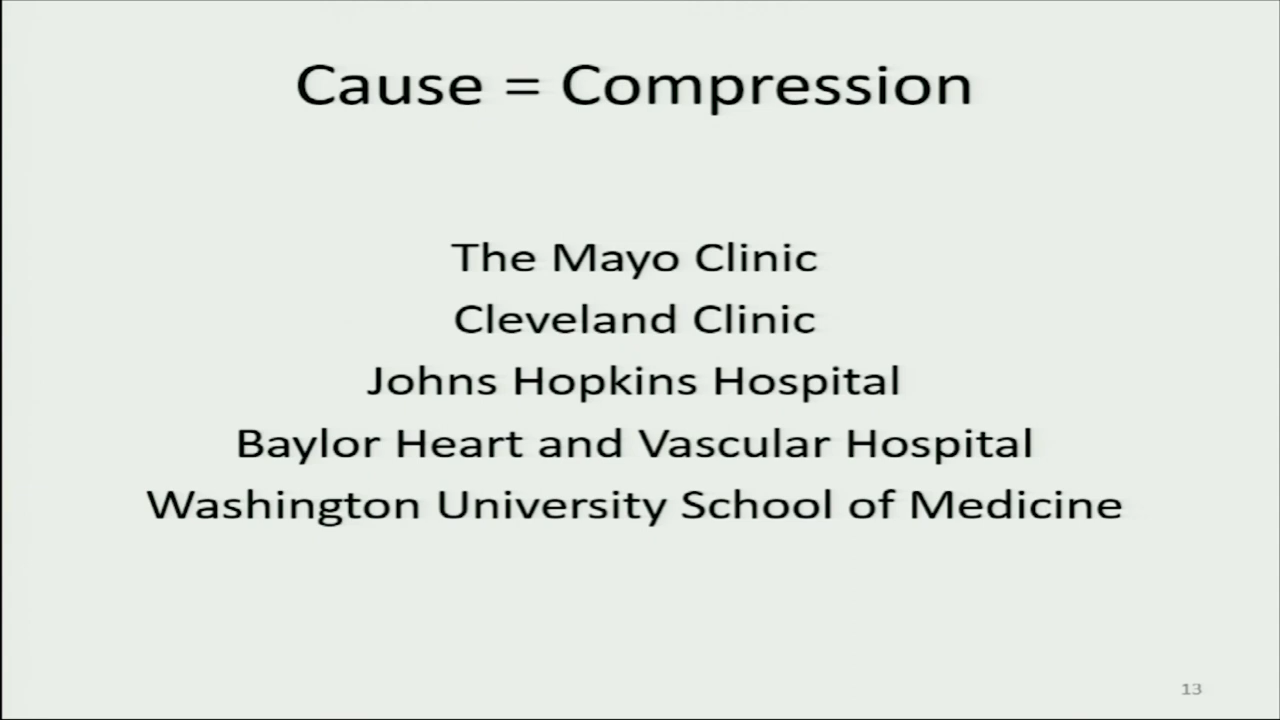 Cause = Compression
The Mayo Clinic
Cleveland Clinic
Johns Hopkins Hospital
Baylor Heart and Vascular Hospital
Washington University School of Medicine
13